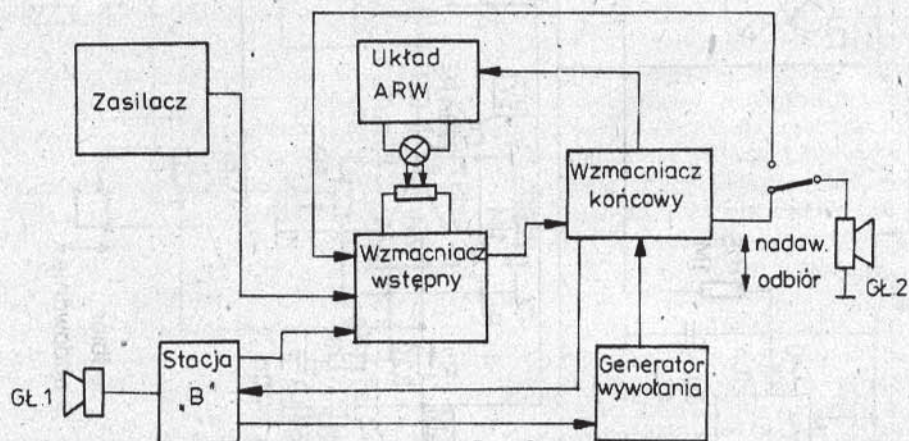 Zasilacz
Układ
ARW
Wzmacniacz
końcowy
Wzmacniacz
wstępny
nadaw.
odbiór
GŁ.2
Stacja
"B"
GŁ.1
Generator
wywołania